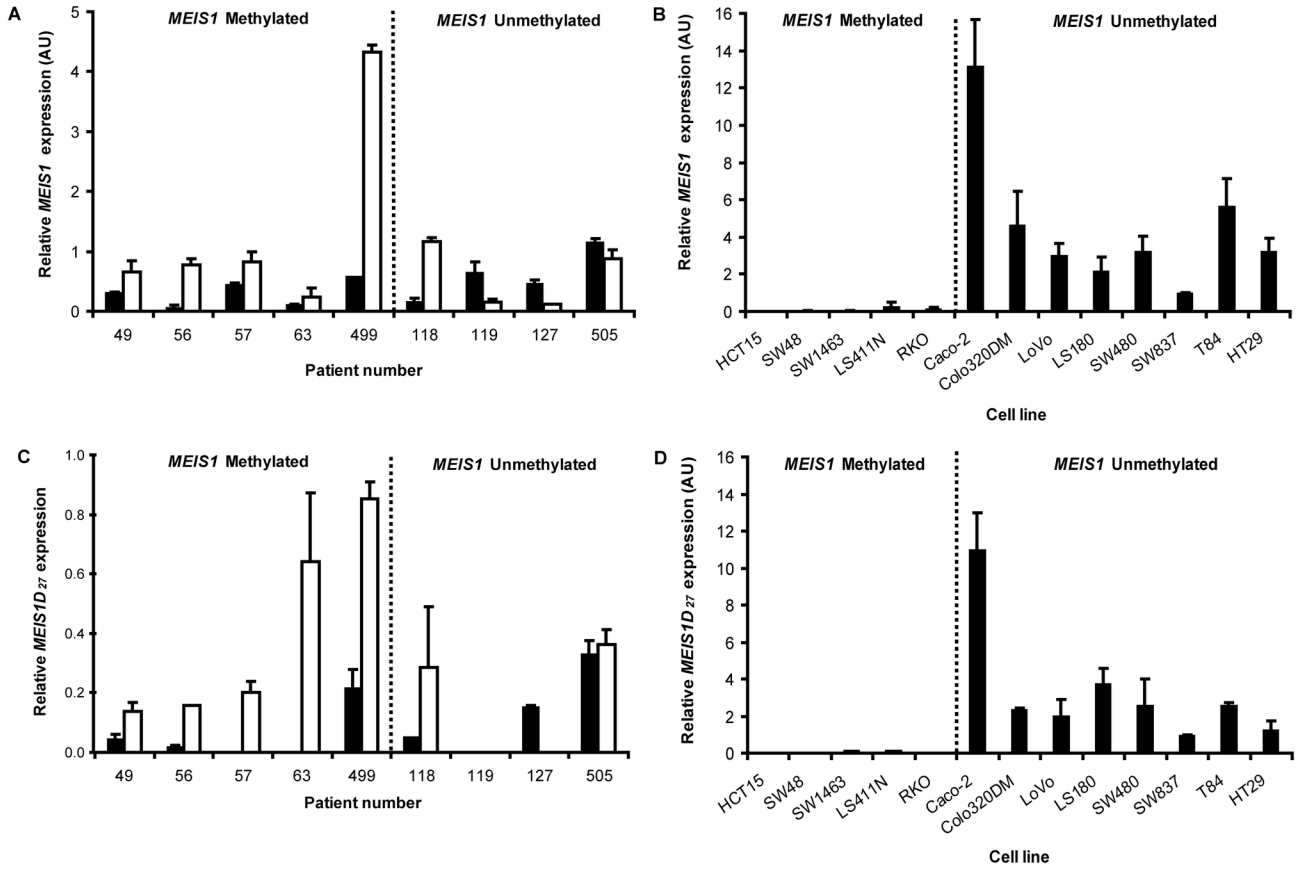 A
MEIS1 Methylated
MEIS1 Unmethylated
Relative MEIS1 expression (AU)
5
4
3
2
1
0
49 56 57 63 499 118 119 127 505
Patient number
B
MEIS1 Methylated
MEIS1 Unmethylated
Relative MEIS1 expression (AU)
16
14
12
10
8
6
4
2
0
HCT15 SW48 SW1463 LS411N RKO Caco-2 Colo320DM LoVo LS180 SW480 SW837 T84 HT29
Cell line
C
MEIS1 Methylated
MEIS1 Unmethylated
Relative MEIS1D27 expression
1.0
0.8
0.6
0.4
0.2
0.0
49 56 57 63 499 118 119 127 505
Patient number
D
MEIS1 Methylated
MEIS1 Unmethylated
Relative MEIS1D27 expression (AU)
16
14
12
10
8
6
4
2
0
HCT15 SW48 SW1463 LS411N RKO Caco-2 Colo320DM LoVo LS180 SW480 SW837 T84 HT29
Cell line